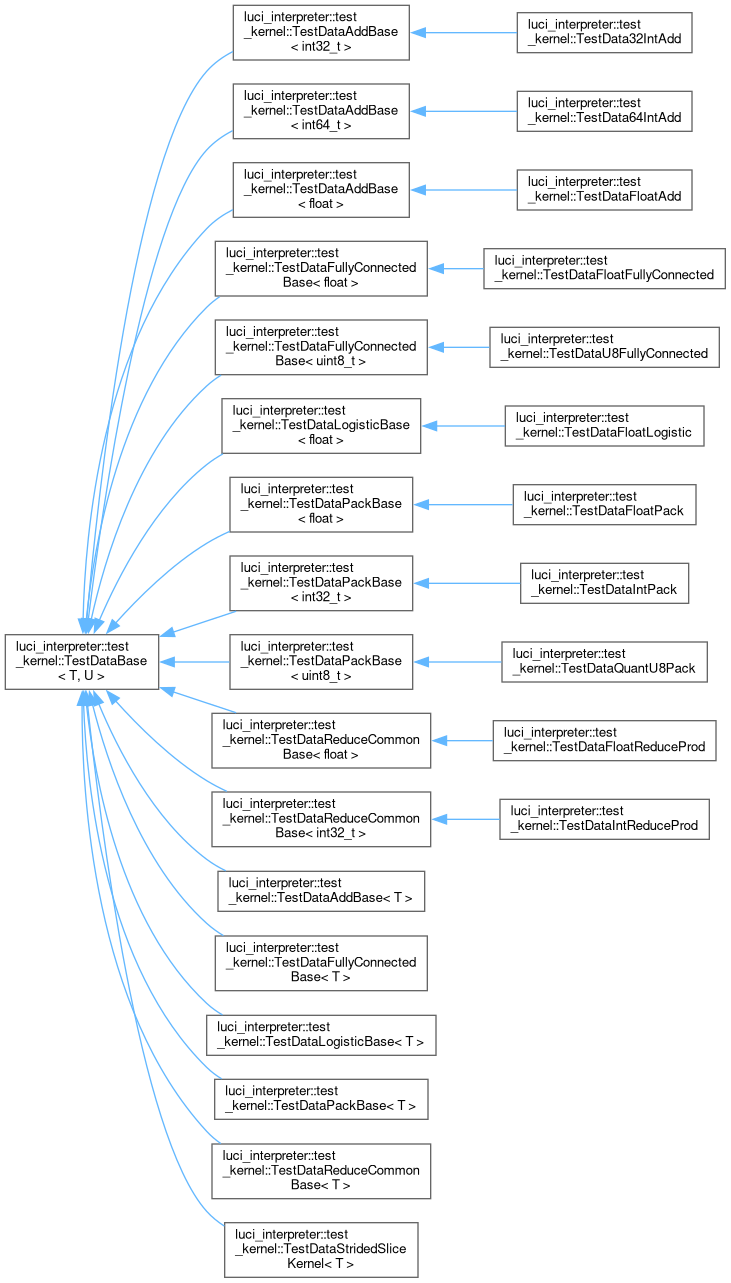 luci_interpreter::test
_kernel::TestDataAddBase
< int32_t >
luci_interpreter::test
_kernel::TestData32IntAdd
luci_interpreter::test
_kernel::TestDataAddBase
< int64_t >
luci_interpreter::test
_kernel::TestData64IntAdd
luci_interpreter::test
_kernel::TestDataAddBase
< float >
luci_interpreter::test
_kernel::TestDataFloatAdd
luci_interpreter::test
_kernel::TestDataFullyConnected
Base< float >
luci_interpreter::test
_kernel::TestDataFloatFullyConnected
luci_interpreter::test
_kernel::TestDataFullyConnected
Base< uint8_t >
luci_interpreter::test
_kernel::TestDataU8FullyConnected
luci_interpreter::test
_kernel::TestDataLogisticBase
< float >
luci_interpreter::test
_kernel::TestDataFloatLogistic
luci_interpreter::test
_kernel::TestDataPackBase
< float >
luci_interpreter::test
_kernel::TestDataFloatPack
luci_interpreter::test
_kernel::TestDataPackBase
< int32_t >
luci_interpreter::test
_kernel::TestDataIntPack
luci_interpreter::test
_kernel::TestDataBase
< T, U >
luci_interpreter::test
_kernel::TestDataPackBase
< uint8_t >
luci_interpreter::test
_kernel::TestDataQuantU8Pack
luci_interpreter::test
_kernel::TestDataReduceCommon
Base< float >
luci_interpreter::test
_kernel::TestDataFloatReduceProd
luci_interpreter::test
_kernel::TestDataReduceCommon
Base< int32_t >
luci_interpreter::test
_kernel::TestDataIntReduceProd
luci_interpreter::test
_kernel::TestDataAddBase< T >
luci_interpreter::test
_kernel::TestDataFullyConnected
Base< T >
luci_interpreter::test
_kernel::TestDataLogisticBase< T >
luci_interpreter::test
_kernel::TestDataPackBase< T >
luci_interpreter::test
_kernel::TestDataReduceCommon
Base< T >
luci_interpreter::test
_kernel::TestDataStridedSlice
Kernel< T >